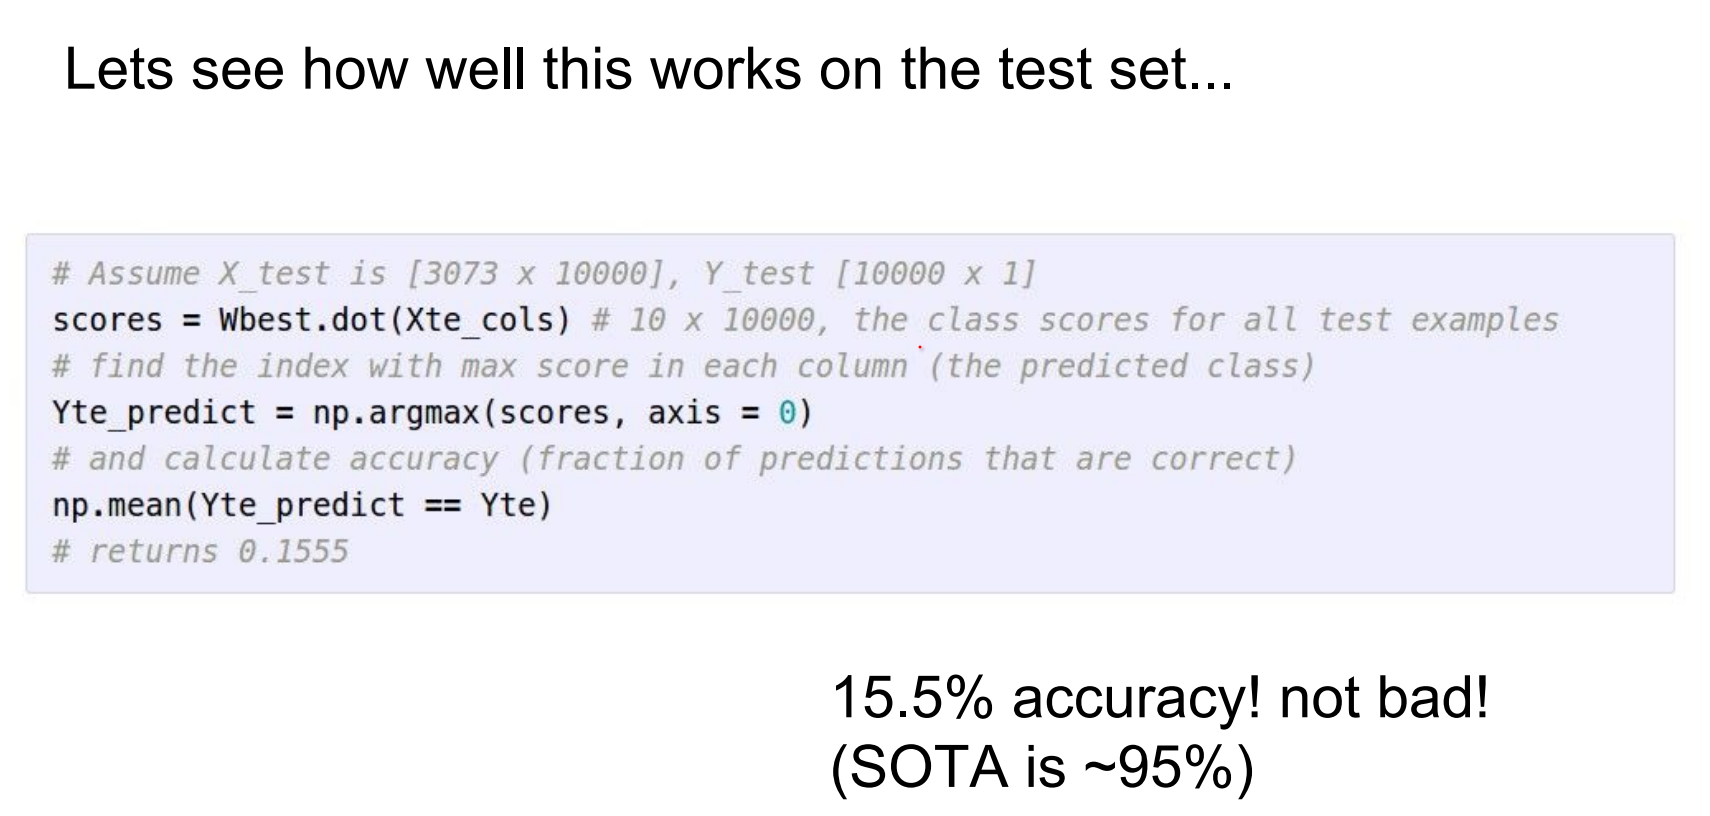 Lets see how well this works on the test set...
# Assume X_test is [3073 x 10000], Y_test [10000 x 1]
scores = Wbest.dot(Xte_cols) # 10 x 10000, the class scores for all test examples
# find the index with max score in each column (the predicted class)
Yte_predict = np.argmax(scores, axis = 0)
# and calculate accuracy (fraction of predictions that are correct)
np.mean(Yte_predict == Yte)
# returns 0.1555
15.5% accuracy! not bad!
(SOTA is ~95%)